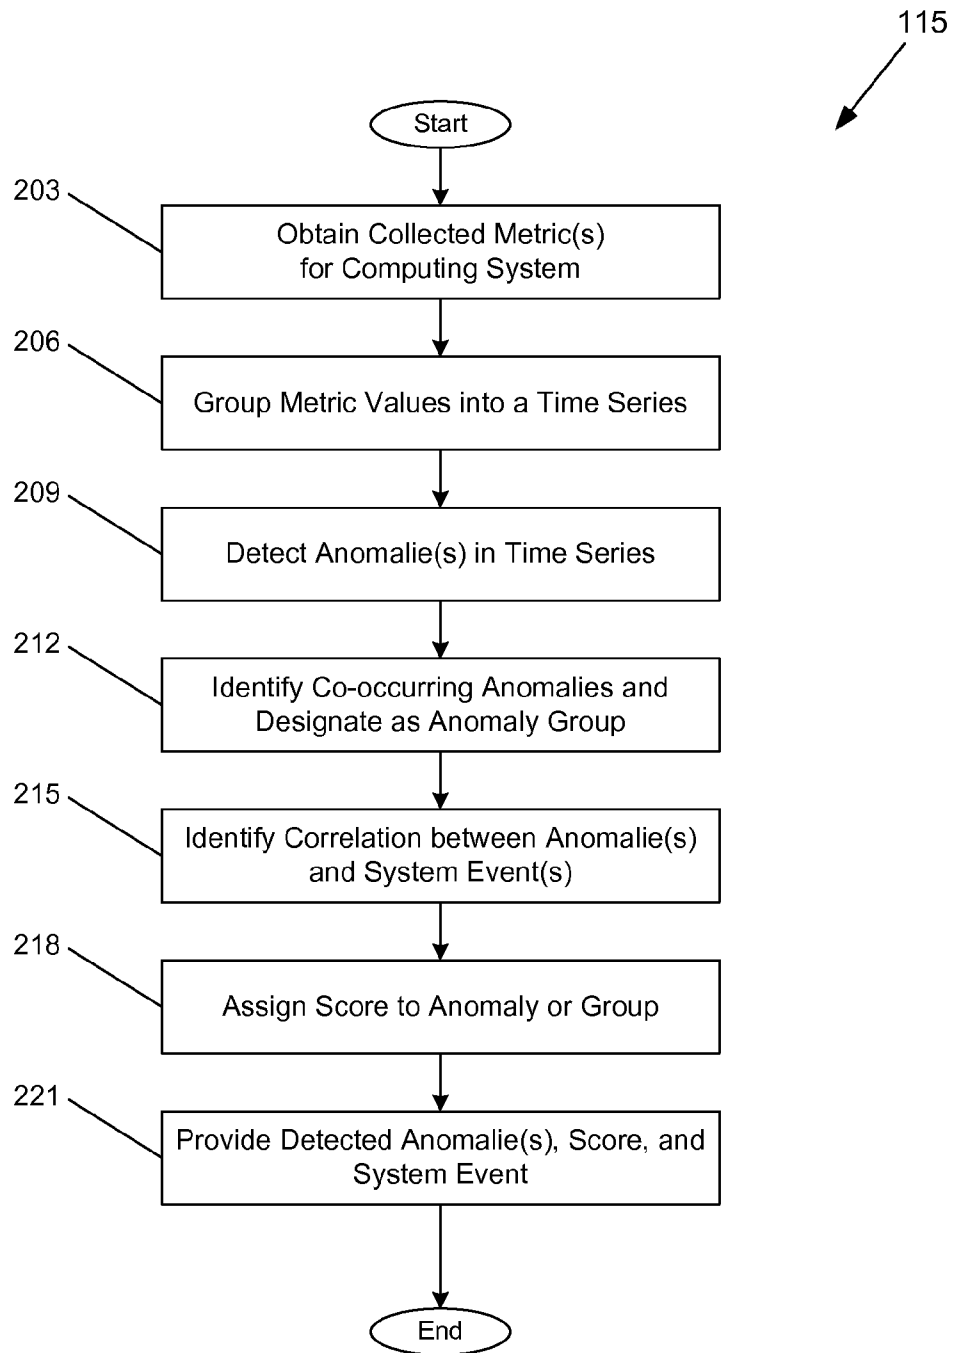 115
Start
203
Obtain Collected Metric(s)
for Computing System
206
Group Metric Values into a Time Series
209
Detect Anomalie(s) in Time Series
212
Identify Co-occurring Anomalies and
Designate as Anomaly Group
215
Identify Correlation between Anomalie(s)
and System Event(s)
218
Assign Score to Anomaly or Group
221
Provide Detected Anomalie(s), Score, and
System Event
End